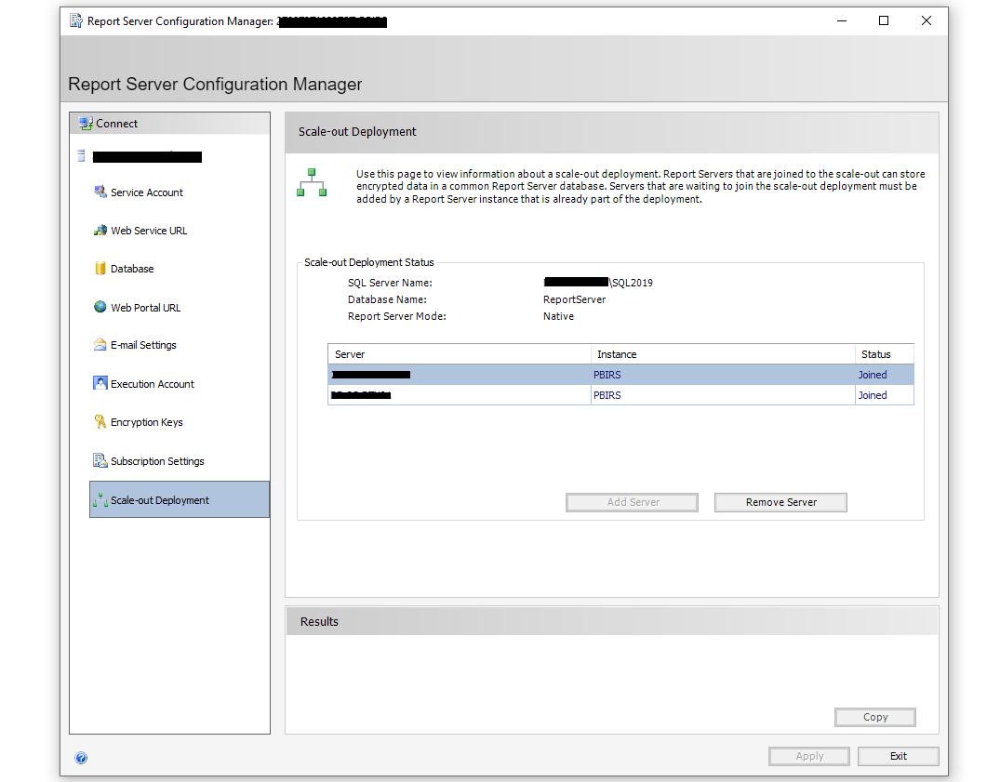 Report Server Configuration Manager:
Report Server Configuration Manager
Connect
Service Account
Web Service URL
Database
Web Portal URL
E-mail Settings
Execution Account
Encryption Keys
Subscription Settings
Scale-out Deployment
Scale-out Deployment
Use this page to view information about a scale-out deployment. Report Servers that are joined to the scale-out can store
encrypted data in a common Report Server database. Servers that are waiting to join the scale-out deployment must be
added by a Report Server instance that is already part of the deployment.
Scale-out Deployment Status
SQL Server Name: \SQL2019
Database Name: ReportServer
Report Server Mode: Native
Server Instance Status
PBIRS Joined
PBIRS Joined
Add Server Remove Server
Results
Copy
Apply Exit